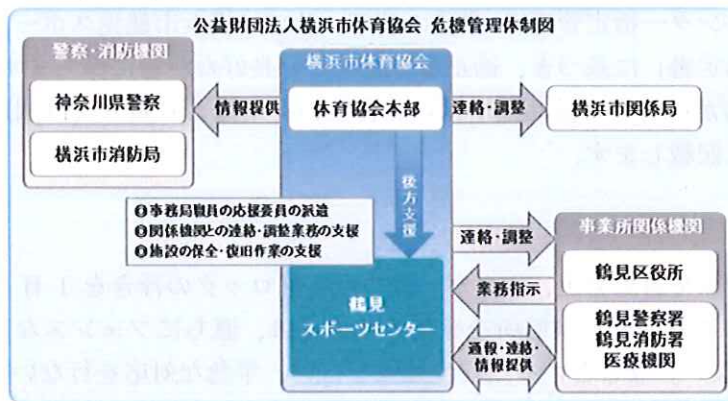 公益財団法人横浜市体育協会 危機管理体制図
警察・消防機関
神奈川県警察
横浜市消防局
情報提供
横浜市体育協会
体育協会本部
連絡・調整
横浜市関係局
後方支援
❶事務局職員の応援要員の派遣
❷関係機関との連絡・調整業務の支援
❸施設の保全・復旧作業の支援
鶴見
スポーツセンター
連絡・調整
業務指示
通報・連絡・
情報提供
事業所関係機関
鶴見区役所
鶴見警察署
鶴見消防署
医療機関